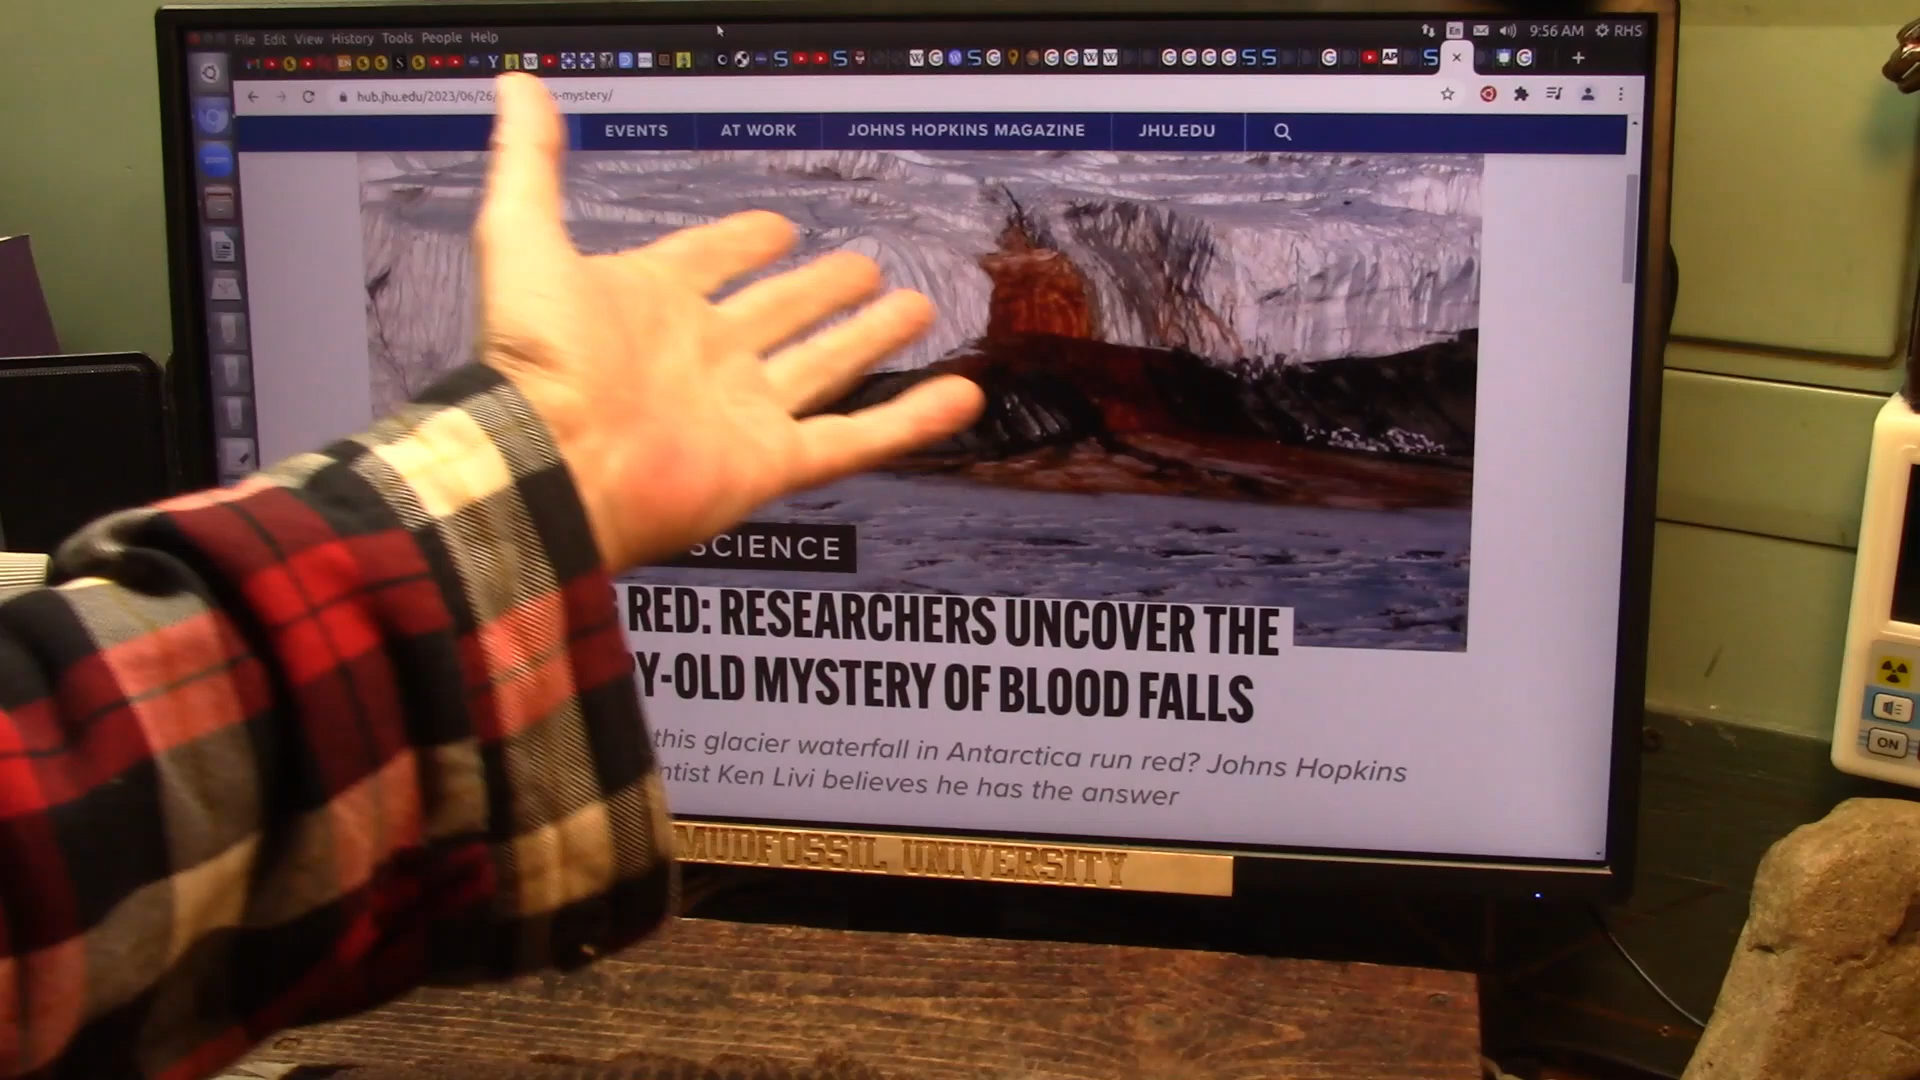 File Edit View History Tools People Help
En 9:56 AM RHS
hub.jhu.edu/2023/06/26/ s-mystery/
EVENTS AT WORK JOHNS HOPKINS MAGAZINE JHU.EDU
SCIENCE
RED: RESEARCHERS UNCOVER THE
Y-OLD MYSTERY OF BLOOD FALLS
this glacier waterfall in Antarctica run red? Johns Hopkins
ntist Ken Livi believes he has the answer
MUDFOSSIL UNIVERSITY
zoom
ON